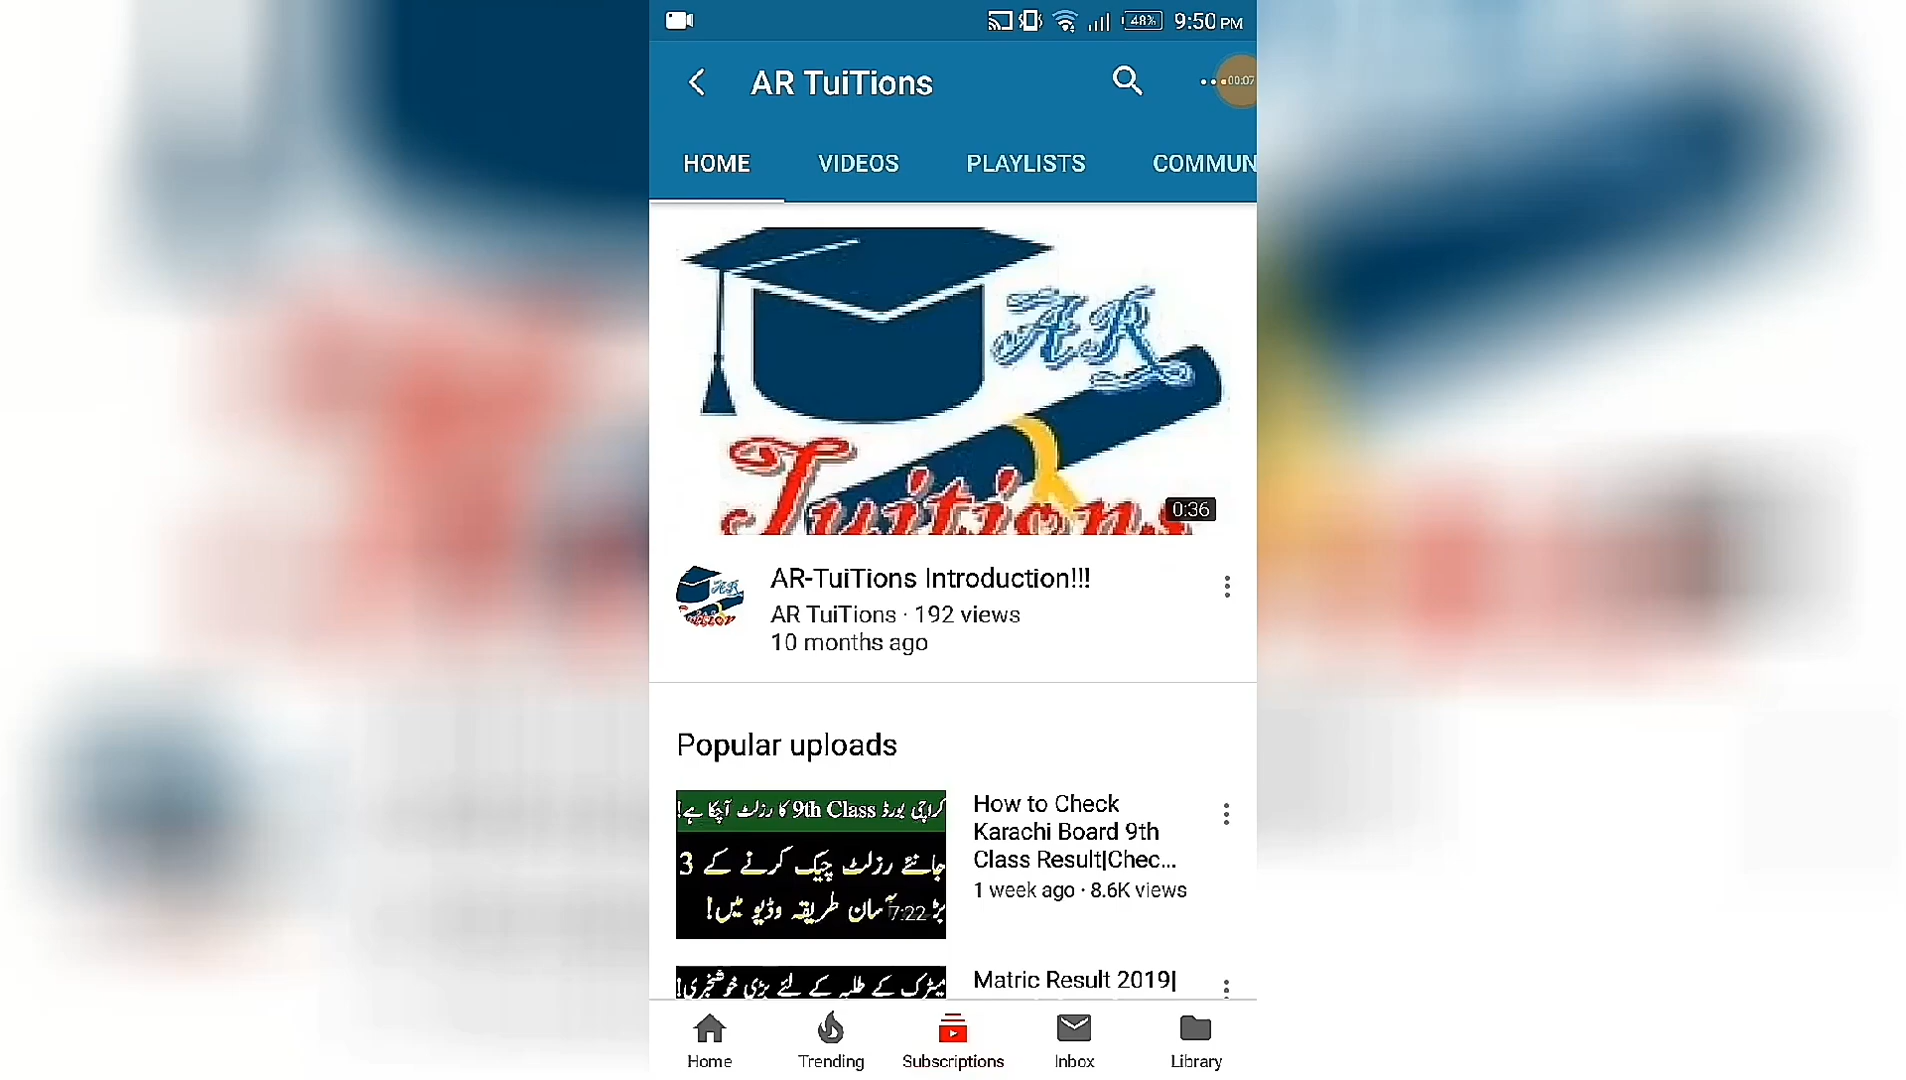 48% 9:50 PM
AR TuiTions
00:07
HOME VIDEOS PLAYLISTS COMMUN
AR
Tuitions
0:36
AR-TuiTions Introduction!!!
AR TuiTions · 192 views
10 months ago
Popular uploads
کراچی بورڈ 9th Class کا رزلٹ آچکا ہے!
جانئے رزلٹ چیک کرنے کے 3
آسان طریقہ وڈیو میں!
7:22
How to Check
Karachi Board 9th
Class Result|Chec...
1 week ago · 8.6K views
میٹرک کے طلبہ کے لئے بڑی خوشخبری!
Matric Result 2019|
Home Trending Subscriptions Inbox Library